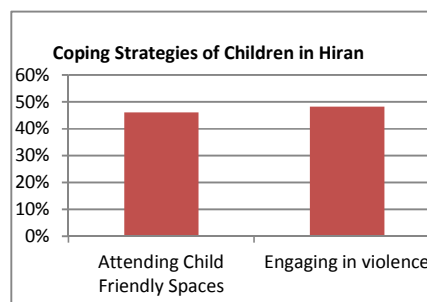 Coping Strategies of Children in Hiran
60%
50%
40%
30%
20%
10%
0%
Attending Child
Friendly Spaces
Engaging in violence